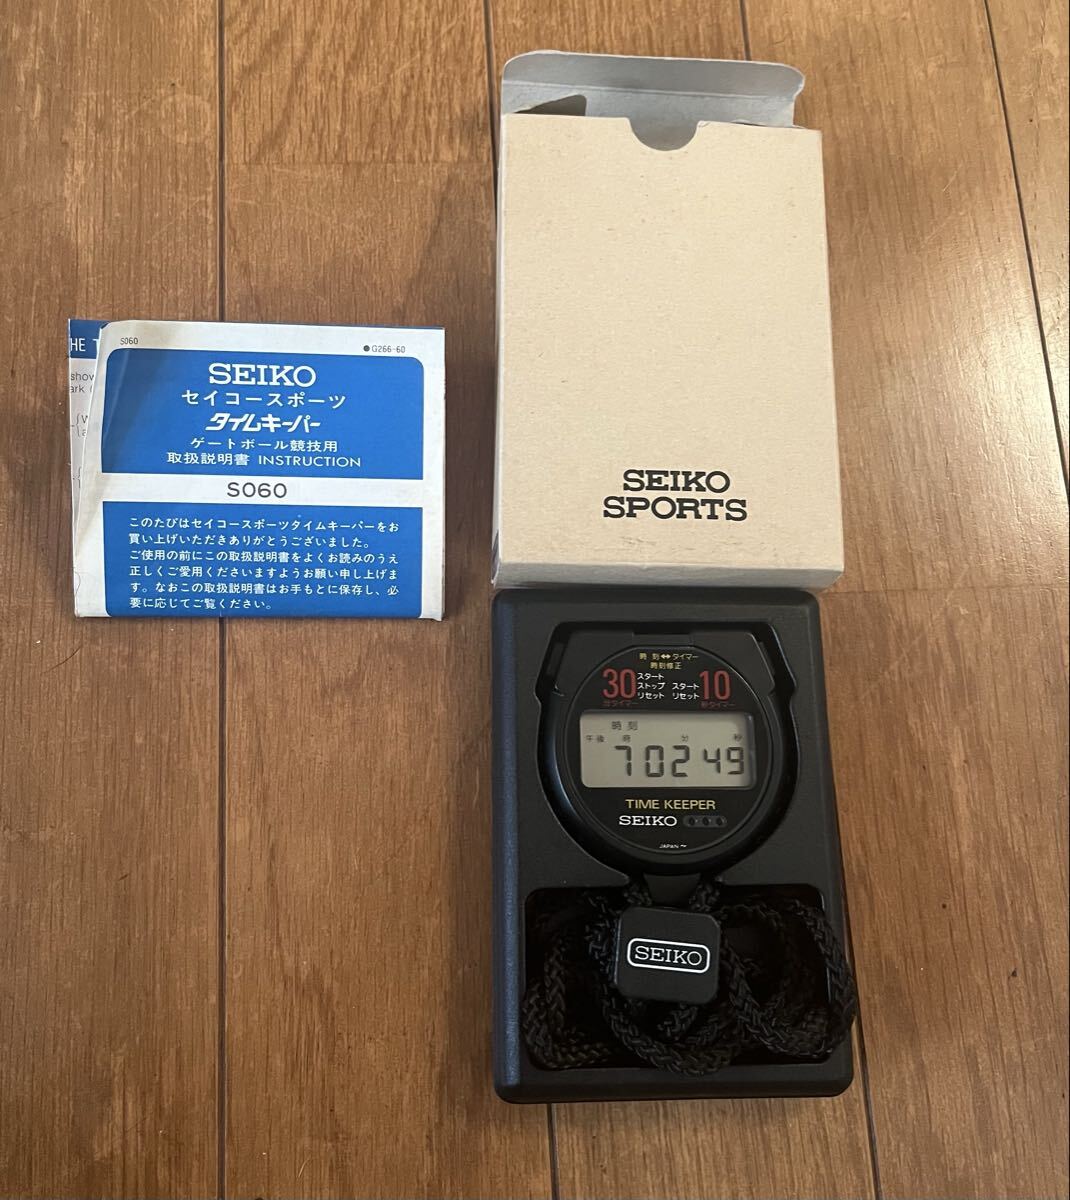 HE T
show
ark (
S060
●G266-60
SEIKO
セイコースポーツ
タイムキーパー
ゲートボール競技用
取扱説明書 INSTRUCTION
S060
このたびはセイコースポーツタイムキーパーをお
買い上げいただきありがとうございました。
ご使用の前にこの取扱説明書をよくお読みのうえ
正しくご愛用くださいますようお願い申し上げま
す。なおこの取扱説明書はお手もとに保存し、必
要に応じてご覧ください。
SEIKO
SPORTS
時刻↔タイマー
時刻修正
30 スタート ストップ リセット
分タイマー
スタート リセット 10
秒タイマー
時刻
午後 時 分 秒
7 02 49
TIME KEEPER
SEIKO
JAPAN
SEIKO